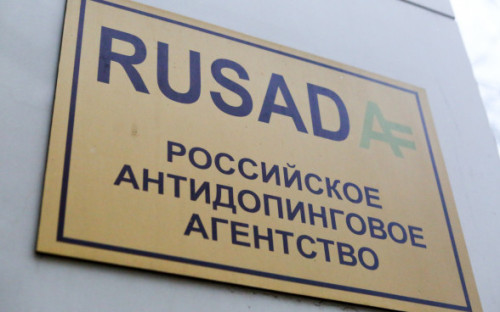 RUSADA
РОССИЙСКОЕ
АНТИДОПИНГОВОЕ
АГЕНТСТВО